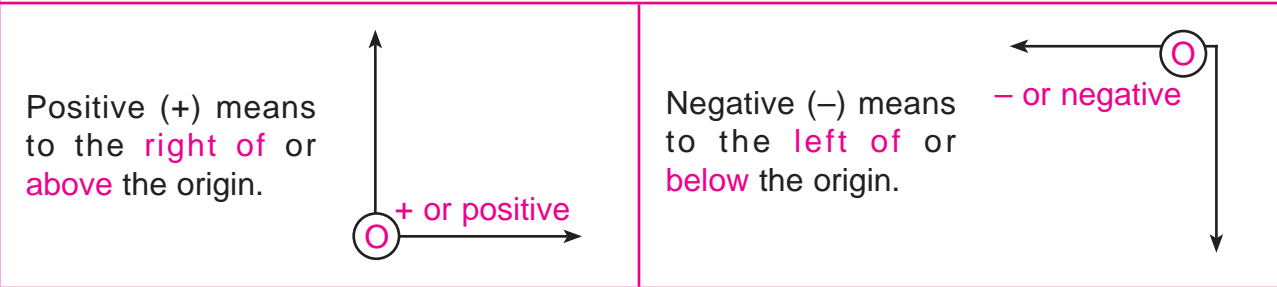 Positive (+) means
to the right of or
above the origin.
+ or positive
O
Negative (–) means
to the left of or
below the origin.
O
– or negative